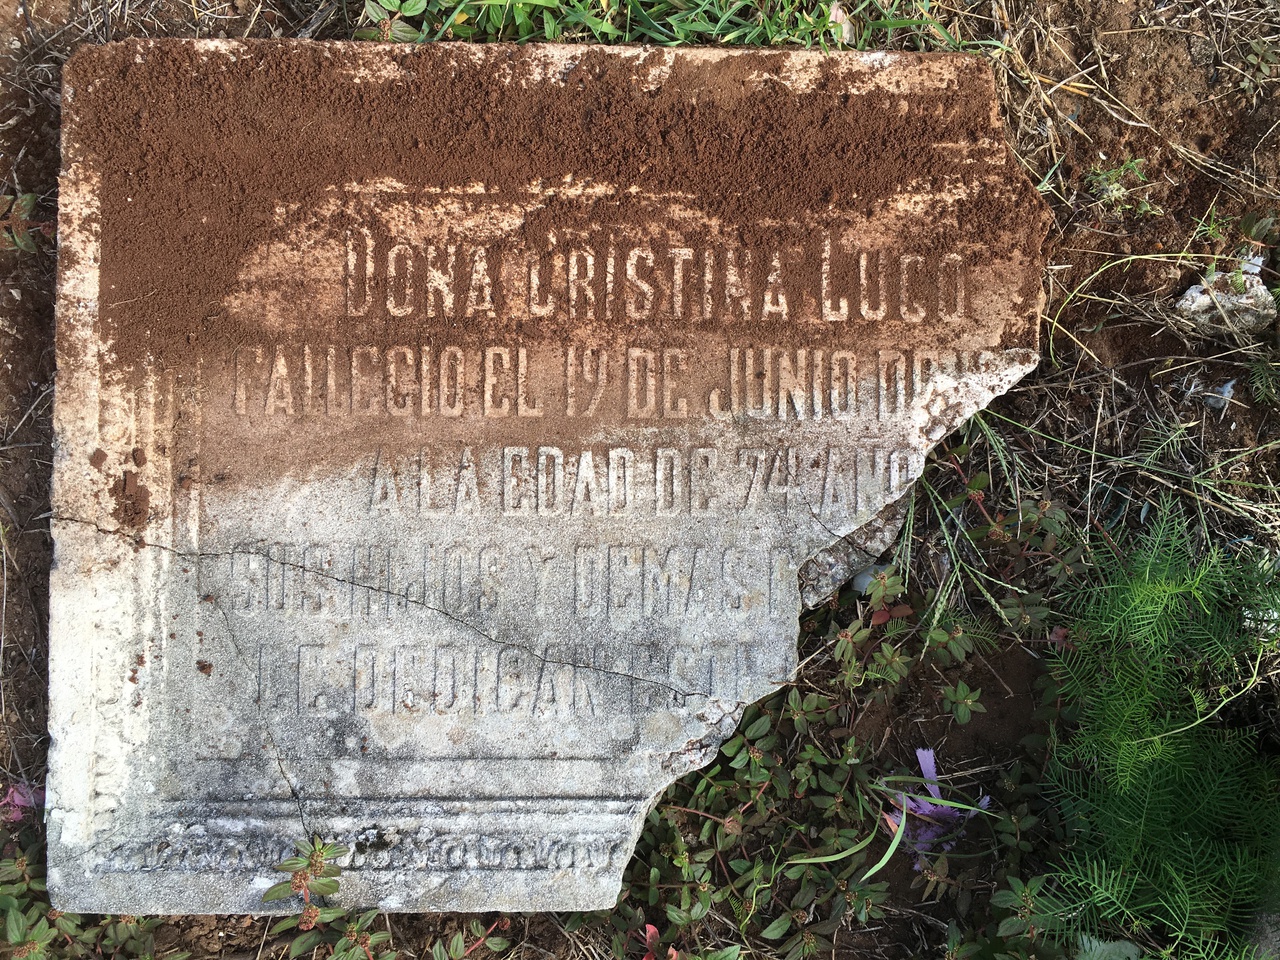 DOÑA CRISTINA LUGO
FALLECIO EL 19 DE JUNIO DE
A LA EDAD DE 74 AÑO
SUS HIJOS Y DEMAS
LE DEDICAN